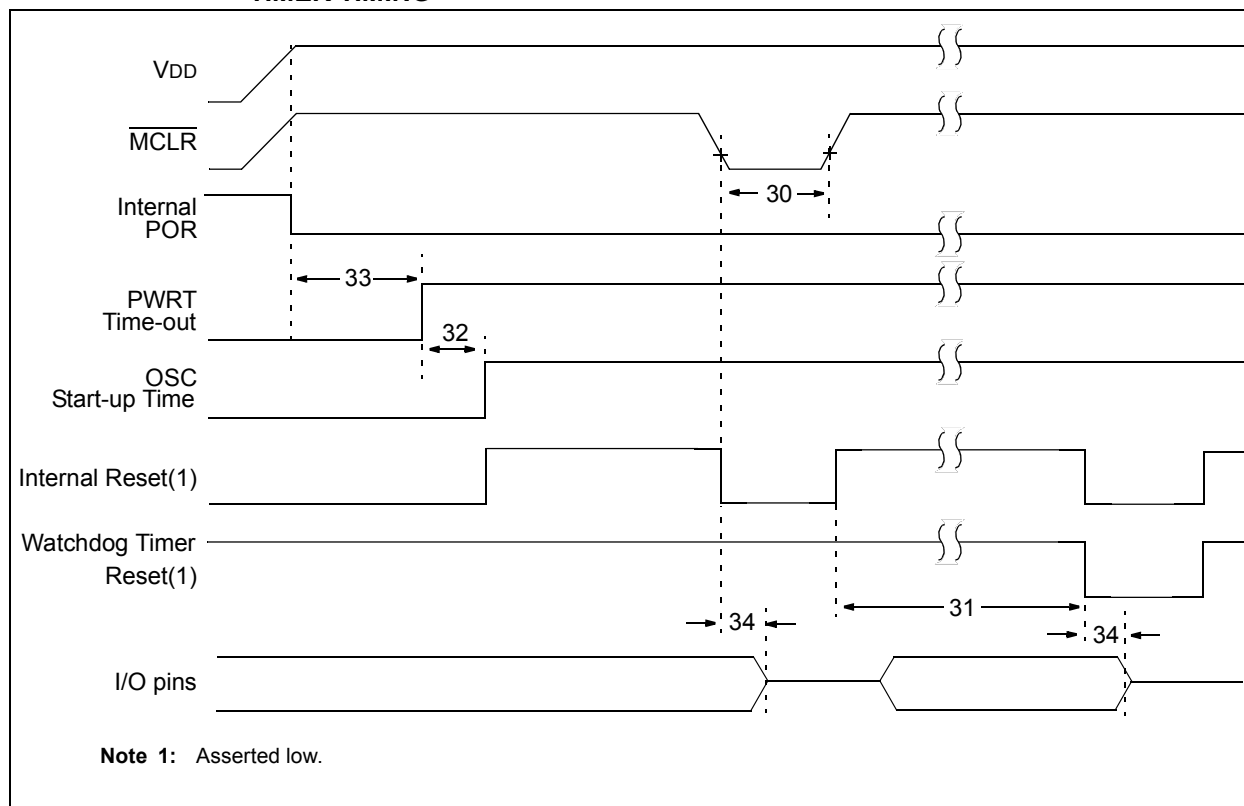 VDD
MCLR
30
Internal
POR
33
PWRT
Time-out
32
OSC
Start-up Time
Internal Reset(1)
Watchdog Timer
Reset(1)
31
34
34
I/O pins
Note 1: Asserted low.